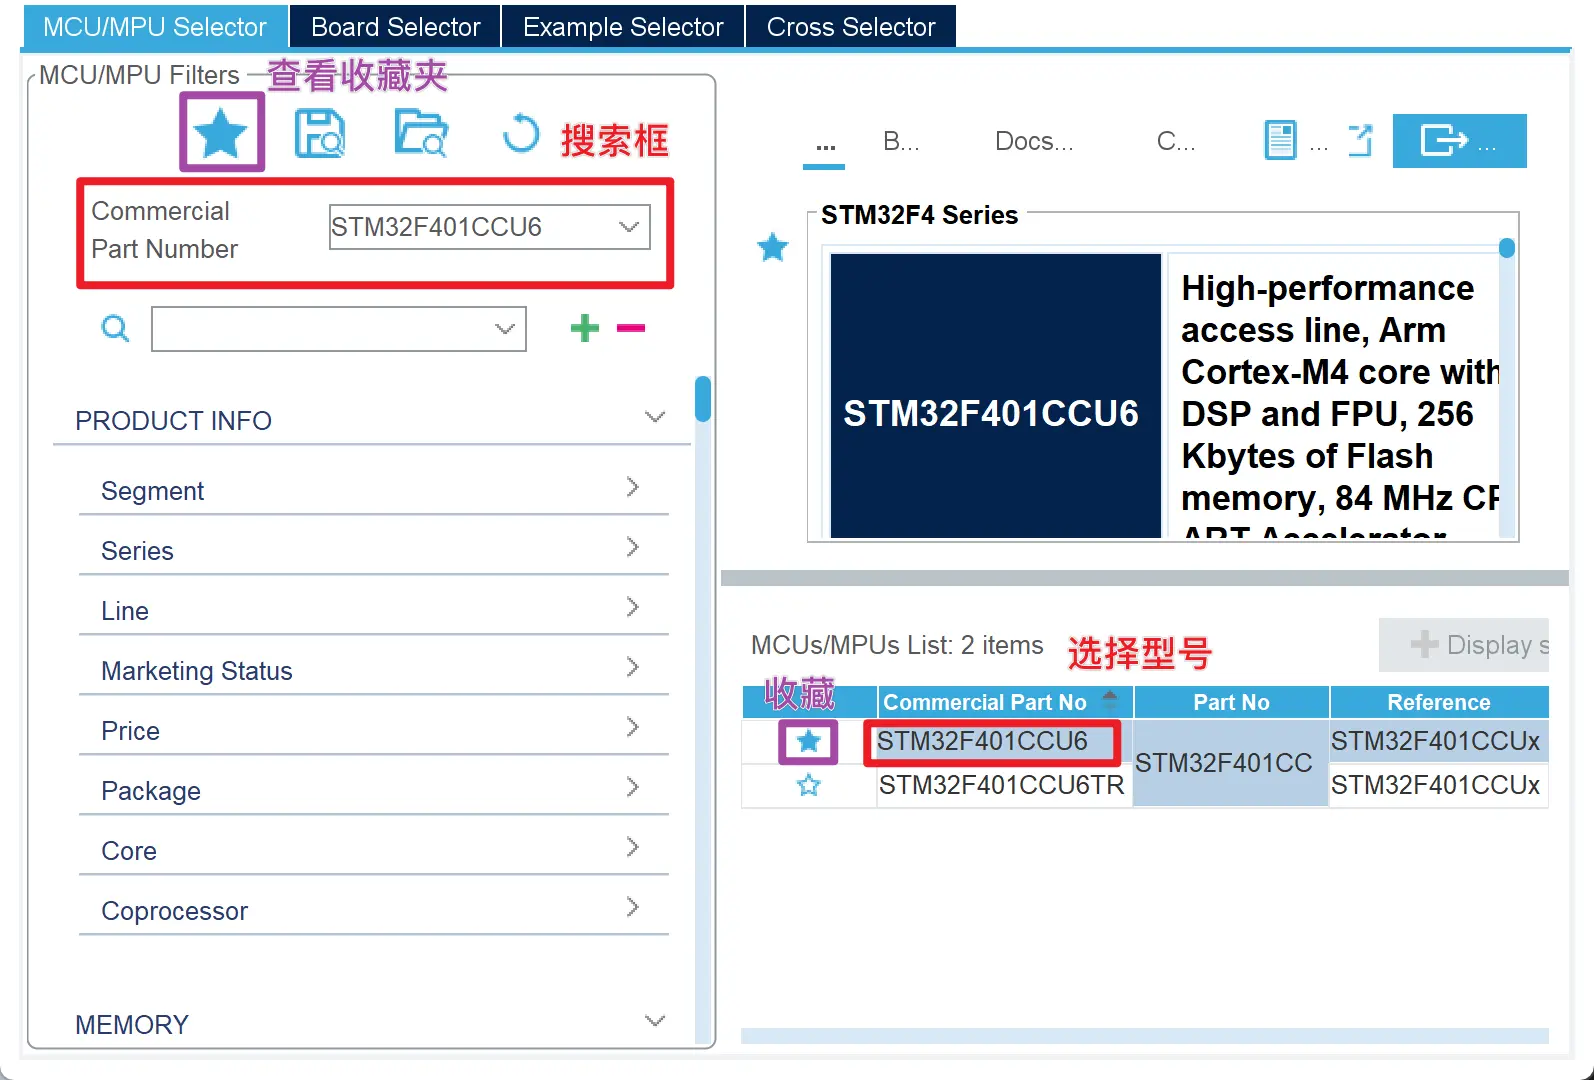 MCU/MPU Selector
Board Selector
Example Selector
Cross Selector
MCU/MPU Filters
查看收藏夹
搜索框
Commercial
Part Number
STM32F401CCU6
PRODUCT INFO
Segment
Series
Line
Marketing Status
Price
Package
Core
Coprocessor
MEMORY
...
B...
Docs...
C...
...
...
STM32F4 Series
STM32F401CCU6
High-performance
access line, Arm
Cortex-M4 core with
DSP and FPU, 256
Kbytes of Flash
memory, 84 MHz CP
ART Accelerator
MCUs/MPUs List: 2 items
选择型号
Display s
收藏
Commercial Part No
Part No
Reference
STM32F401CCU6
STM32F401CC
STM32F401CCUx
STM32F401CCU6TR
STM32F401CCUx